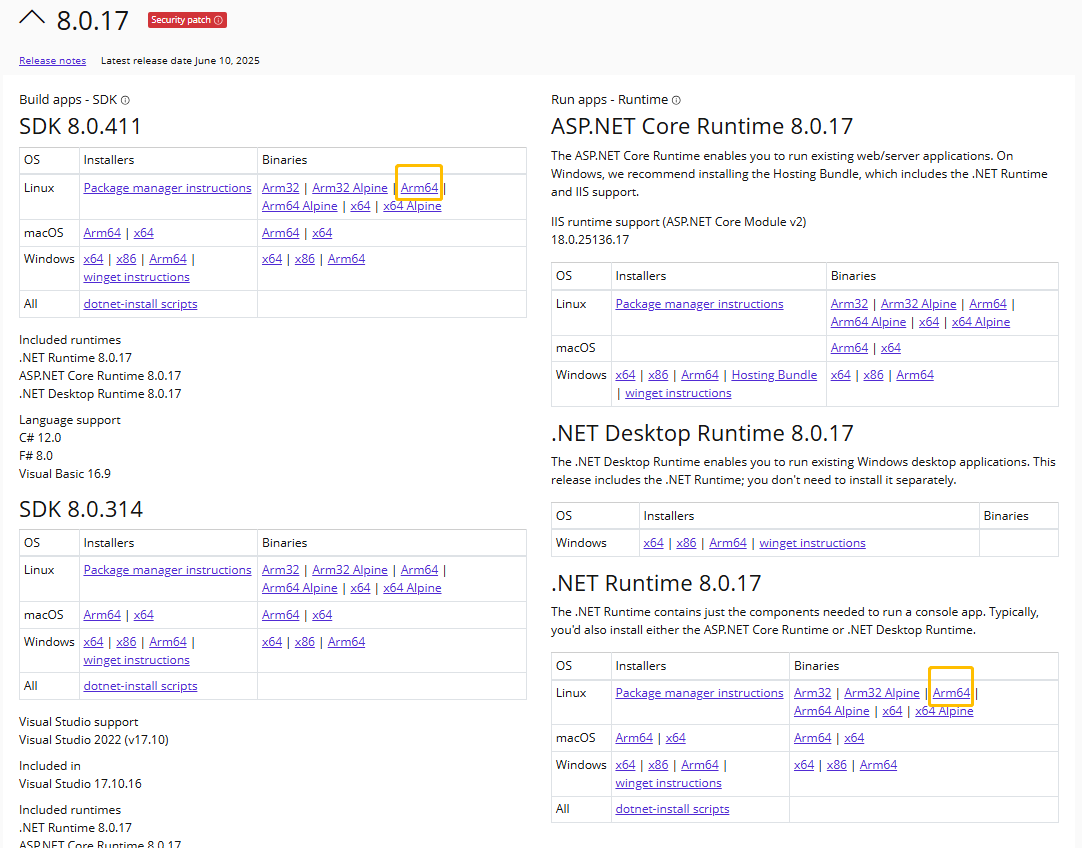 8.0.17 Security patch
Release notes Latest release date June 10, 2025
Build apps - SDK
SDK 8.0.411
OS Installers Binaries
Linux Package manager instructions Arm32 | Arm32 Alpine | Arm64 |
Arm64 Alpine | x64 | x64 Alpine
macOS Arm64 | x64 Arm64 | x64
Windows x64 | x86 | Arm64 | x64 | x86 | Arm64
winget instructions
All dotnet-install scripts
Included runtimes
.NET Runtime 8.0.17
ASP.NET Core Runtime 8.0.17
.NET Desktop Runtime 8.0.17
Language support
C# 12.0
F# 8.0
Visual Basic 16.9
SDK 8.0.314
OS Installers Binaries
Linux Package manager instructions Arm32 | Arm32 Alpine | Arm64 |
Arm64 Alpine | x64 | x64 Alpine
macOS Arm64 | x64 Arm64 | x64
Windows x64 | x86 | Arm64 | x64 | x86 | Arm64
winget instructions
All dotnet-install scripts
Visual Studio support
Visual Studio 2022 (v17.10)
Included in
Visual Studio 17.10.16
Included runtimes
.NET Runtime 8.0.17
ASP.NET Core Runtime 8.0.17
Run apps - Runtime
ASP.NET Core Runtime 8.0.17
The ASP.NET Core Runtime enables you to run existing web/server applications. On
Windows, we recommend installing the Hosting Bundle, which includes the .NET Runtime
and IIS support.
IIS runtime support (ASP.NET Core Module v2)
18.0.25136.17
OS Installers Binaries
Linux Package manager instructions Arm32 | Arm32 Alpine | Arm64 |
Arm64 Alpine | x64 | x64 Alpine
macOS Arm64 | x64
Windows x64 | x86 | Arm64 | Hosting Bundle x64 | x86 | Arm64
| winget instructions
.NET Desktop Runtime 8.0.17
The .NET Desktop Runtime enables you to run existing Windows desktop applications. This
release includes the .NET Runtime; you don't need to install it separately.
OS Installers Binaries
Windows x64 | x86 | Arm64 | winget instructions
.NET Runtime 8.0.17
The .NET Runtime contains just the components needed to run a console app. Typically,
you'd also install either the ASP.NET Core Runtime or .NET Desktop Runtime.
OS Installers Binaries
Linux Package manager instructions Arm32 | Arm32 Alpine | Arm64 |
Arm64 Alpine | x64 | x64 Alpine
macOS Arm64 | x64 Arm64 | x64
Windows x64 | x86 | Arm64 | x64 | x86 | Arm64
winget instructions
All dotnet-install scripts